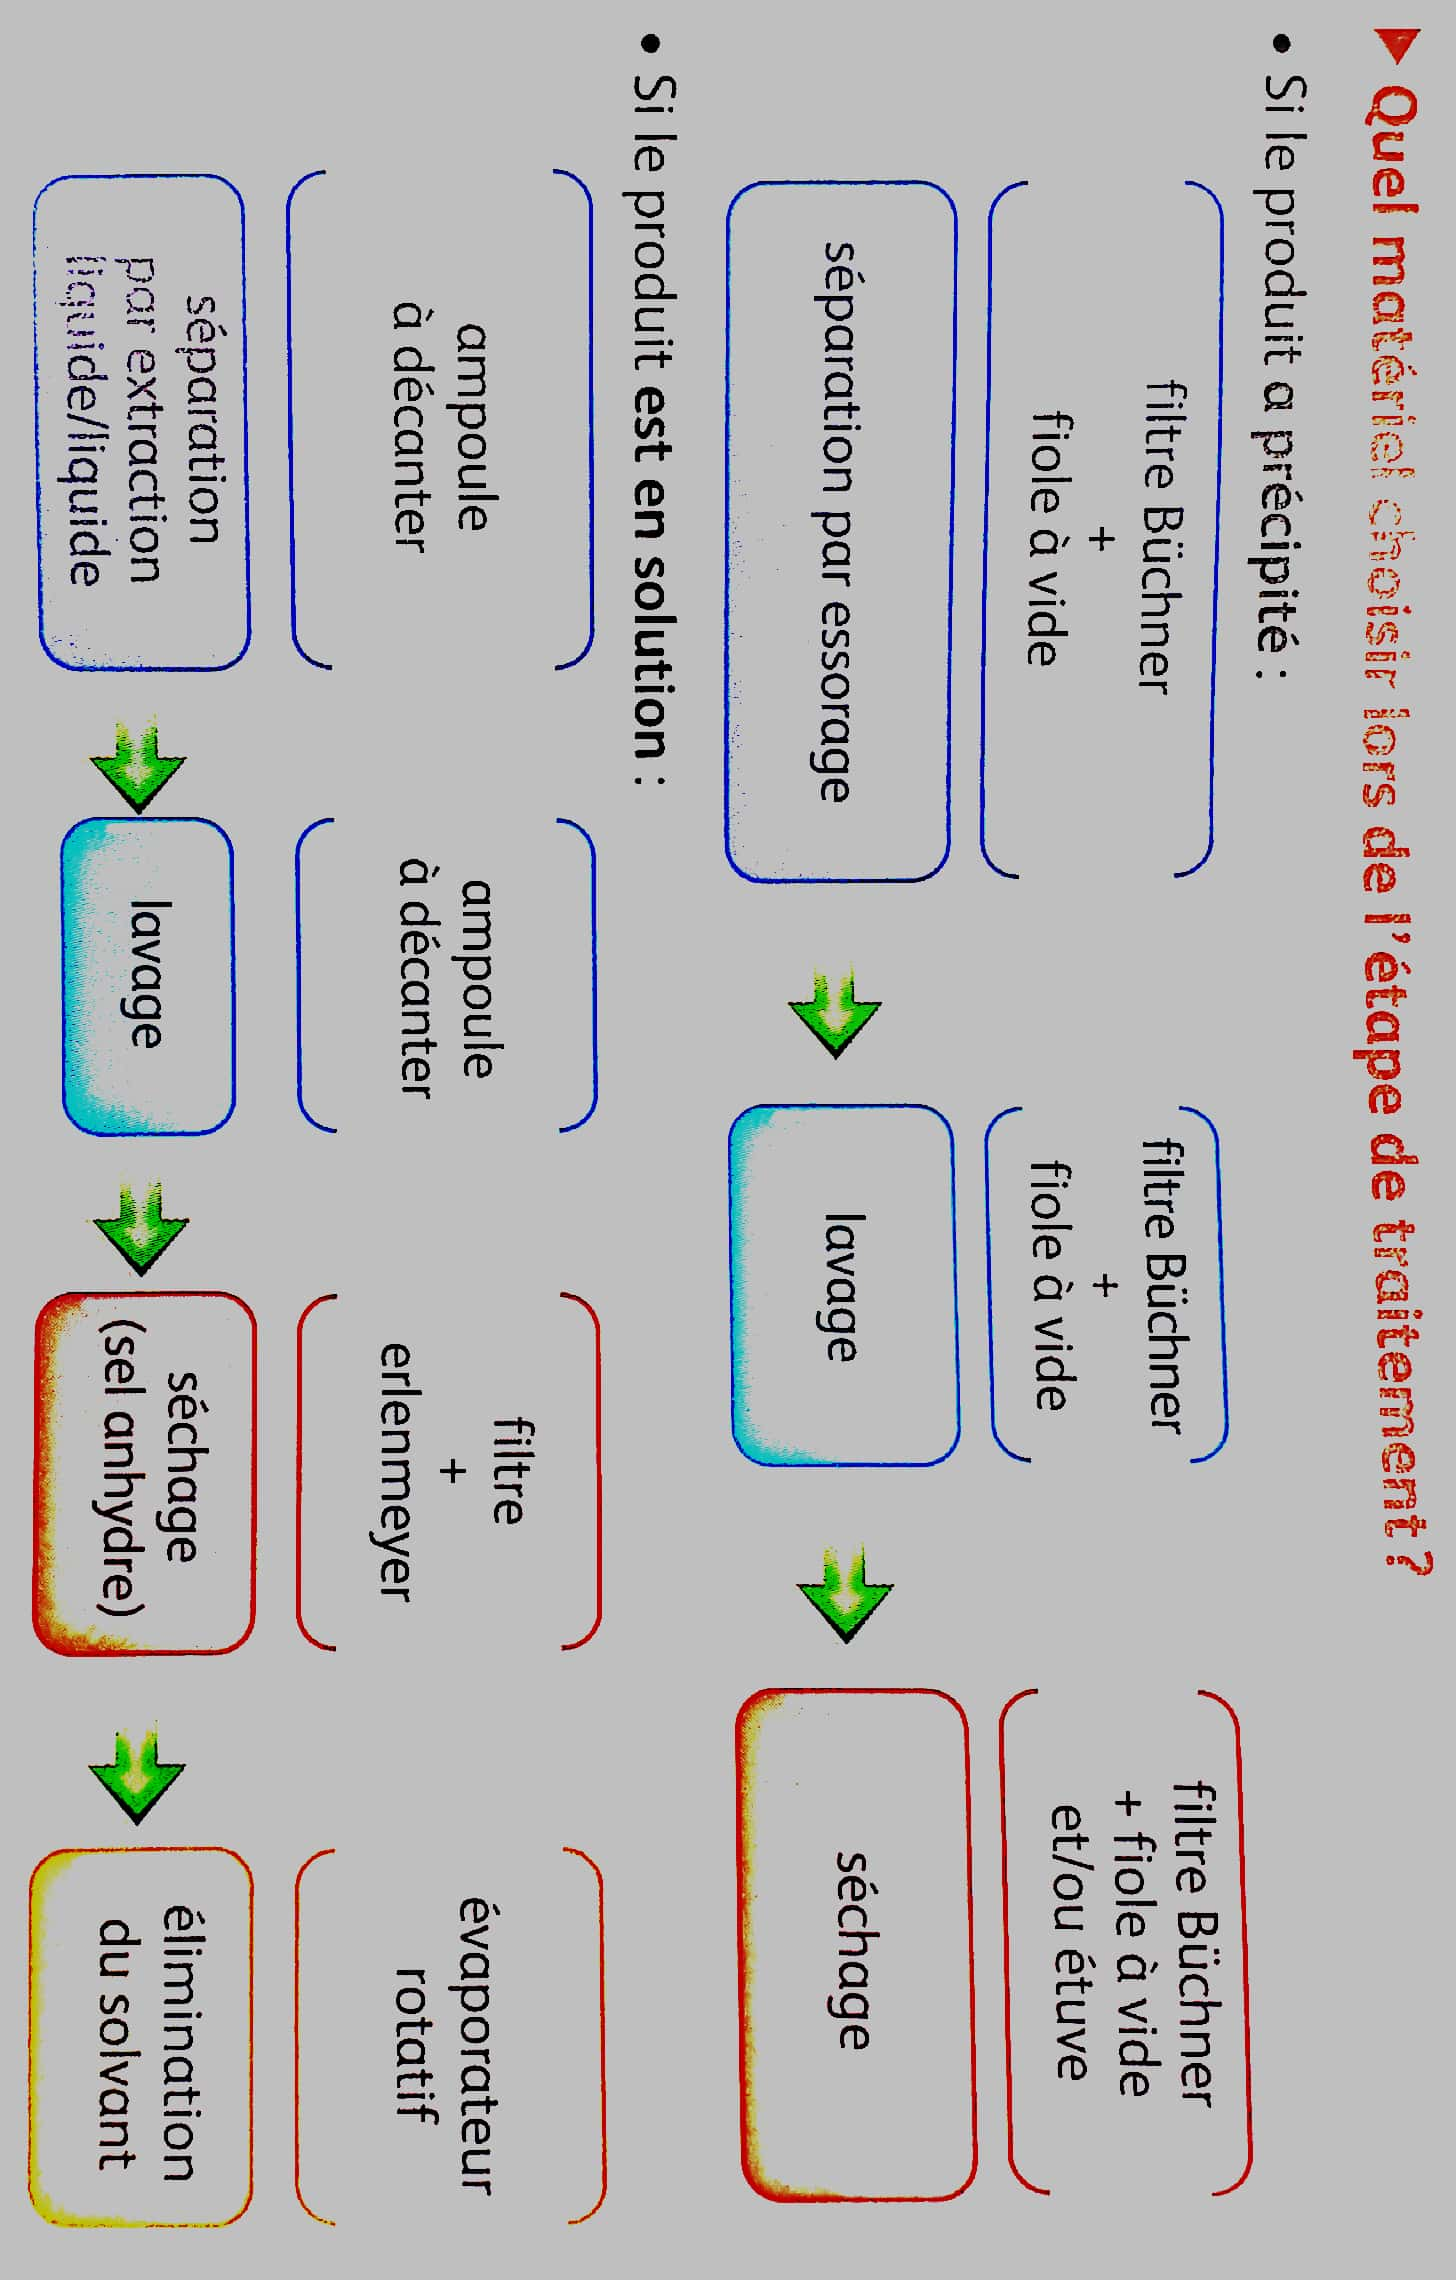 ► Quel matériel choisir lors de l'étape de traitement ?
• Si le produit a précipité :
filtre Büchner
+
fiole à vide
filtre Büchner
+
fiole à vide
filtre Büchner
+ fiole à vide
et/ou étuve
séparation par essorage
lavage
séchage
• Si le produit est en solution :
ampoule
à décanter
ampoule
à décanter
filtre
+
erlenmeyer
évaporateur
rotatif
séparation
par extraction
liquide/liquide
lavage
séchage
(sel anhydre)
élimination
du solvant